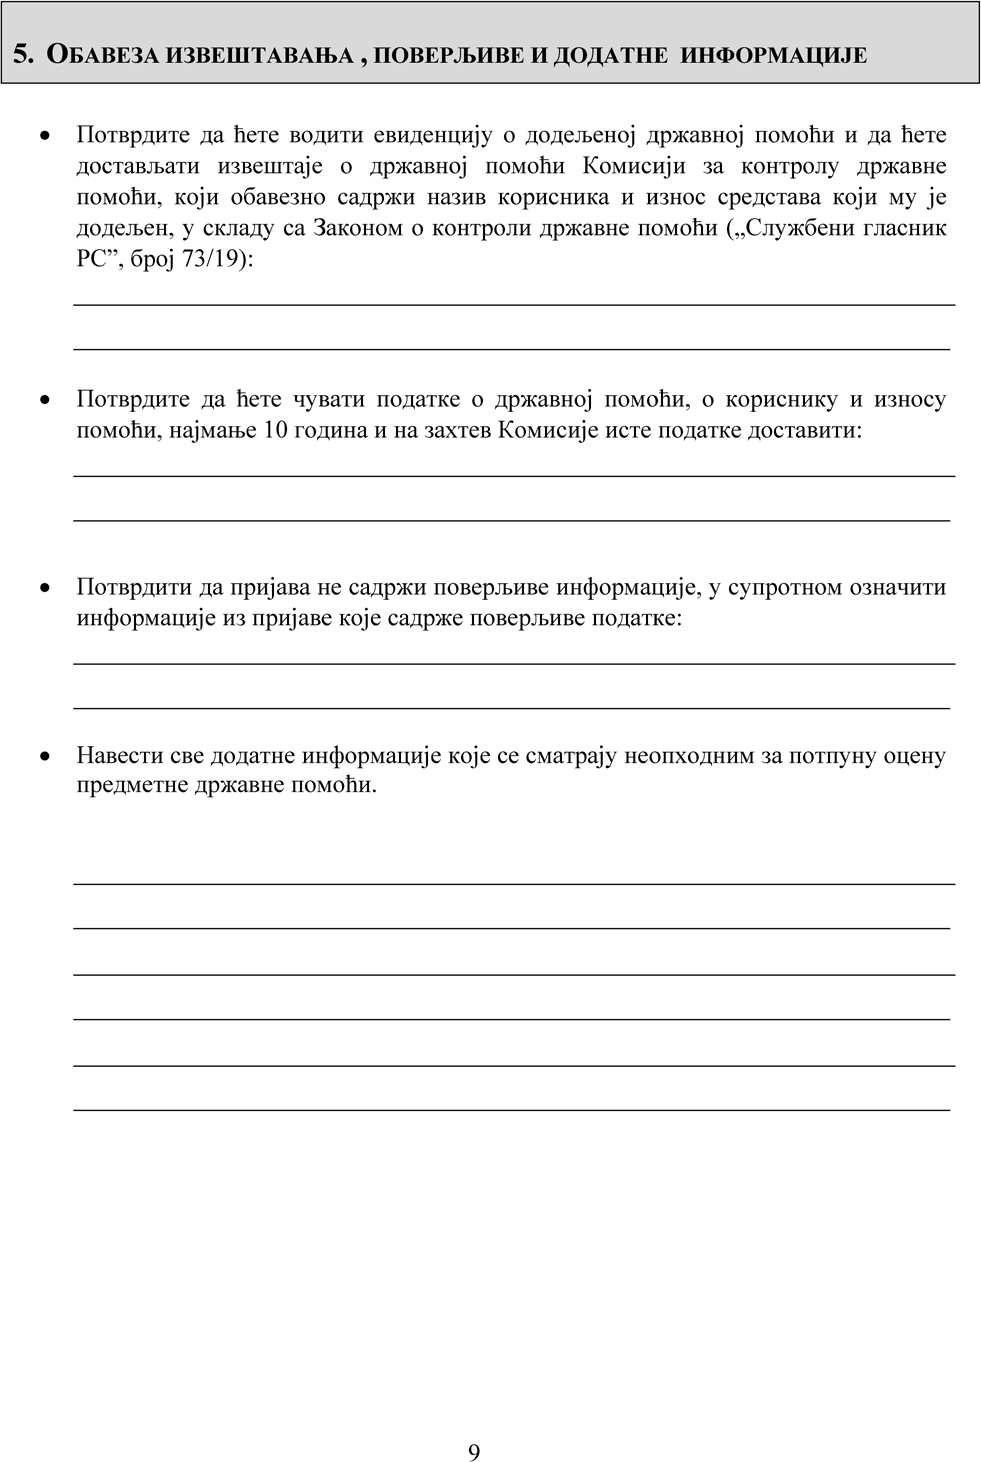 5. ОБАВЕЗА ИЗВЕШТАВАЊА , ПОВЕРЉИВЕ И ДОДАТНЕ ИНФОРМАЦИЈЕ
• Потврдите да ћете водити евиденцију о додељеној државној помоћи и да ћете
достављати извештаје о државној помоћи Комисији за контролу државне
помоћи, који обавезно садржи назив корисника и износ средстава који му је
додељен, у складу са Законом о контроли државне помоћи („Службени гласник
РС”, број 73/19):
• Потврдите да ћете чувати податке о државној помоћи, о кориснику и износу
помоћи, најмање 10 година и на захтев Комисије исте податке доставити:
• Потврдити да пријава не садржи поверљиве информације, у супротном означити
информације из пријаве које садрже поверљиве податке:
• Навести све додатне информације које се сматрају неопходним за потпуну оцену
предметне државне помоћи.
9